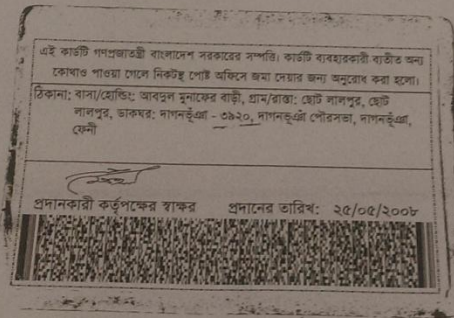 এই কার্ডটি গণপ্রজাতন্ত্রী বাংলাদেশ সরকারের সম্পত্তি। কার্ডটি ব্যবহারকারী ব্যতীত অন্য
কোথাও পাওয়া গেলে নিকটস্থ পোষ্ট অফিসে জমা দেয়ার জন্য অনুরোধ করা হলো।
ঠিকানা: বাসা/হোল্ডিং: আবদুল মুনাফের বাড়ী, গ্রাম/রাস্তা: ছোট লালপুর, ছোট
লালপুর, ডাকঘর: দাগনভূঁঞা - ৩৯২০, দাগনভূঁঞা পৌরসভা, দাগনভূঁঞা,
ফেনী
প্রদানকারী কর্তৃপক্ষের স্বাক্ষর প্রদানের তারিখ: ২৫/০৫/২০০৮